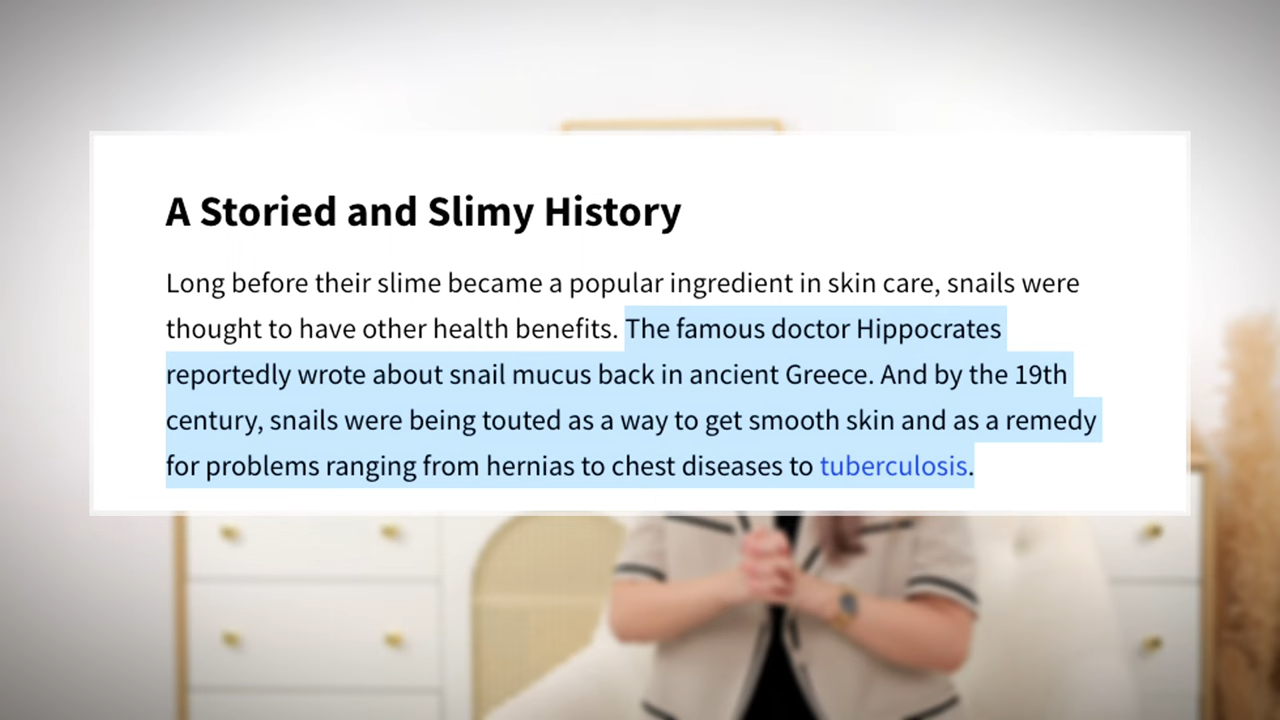 A Storied and Slimy History
Long before their slime became a popular ingredient in skin care, snails were
thought to have other health benefits. The famous doctor Hippocrates
reportedly wrote about snail mucus back in ancient Greece. And by the 19th
century, snails were being touted as a way to get smooth skin and as a remedy
for problems ranging from hernias to chest diseases to tuberculosis.